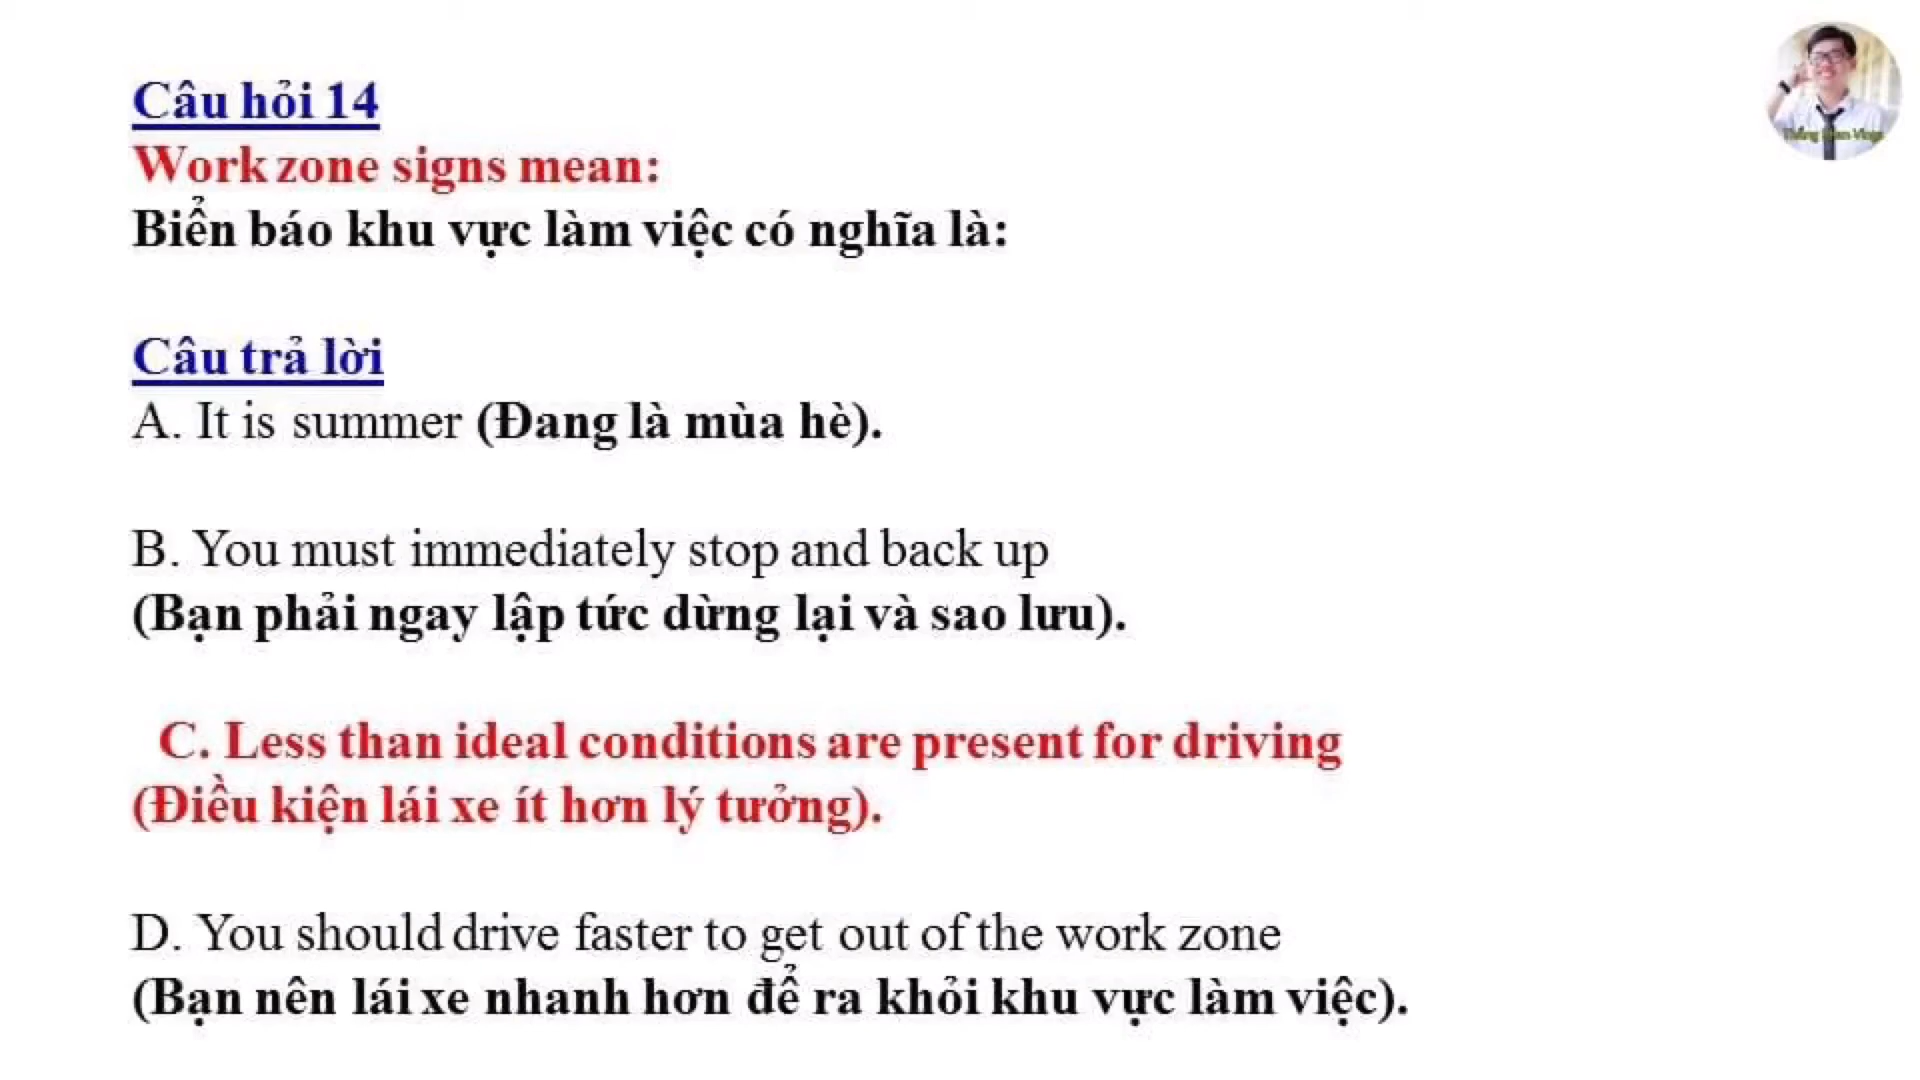 Câu hỏi 14
Work zone signs mean:
Biển báo khu vực làm việc có nghĩa là:
Câu trả lời
A. It is summer (Đang là mùa hè).
B. You must immediately stop and back up
(Bạn phải ngay lập tức dừng lại và sao lưu).
C. Less than ideal conditions are present for driving
(Điều kiện lái xe ít hơn lý tưởng).
D. You should drive faster to get out of the work zone
(Bạn nên lái xe nhanh hơn để ra khỏi khu vực làm việc).